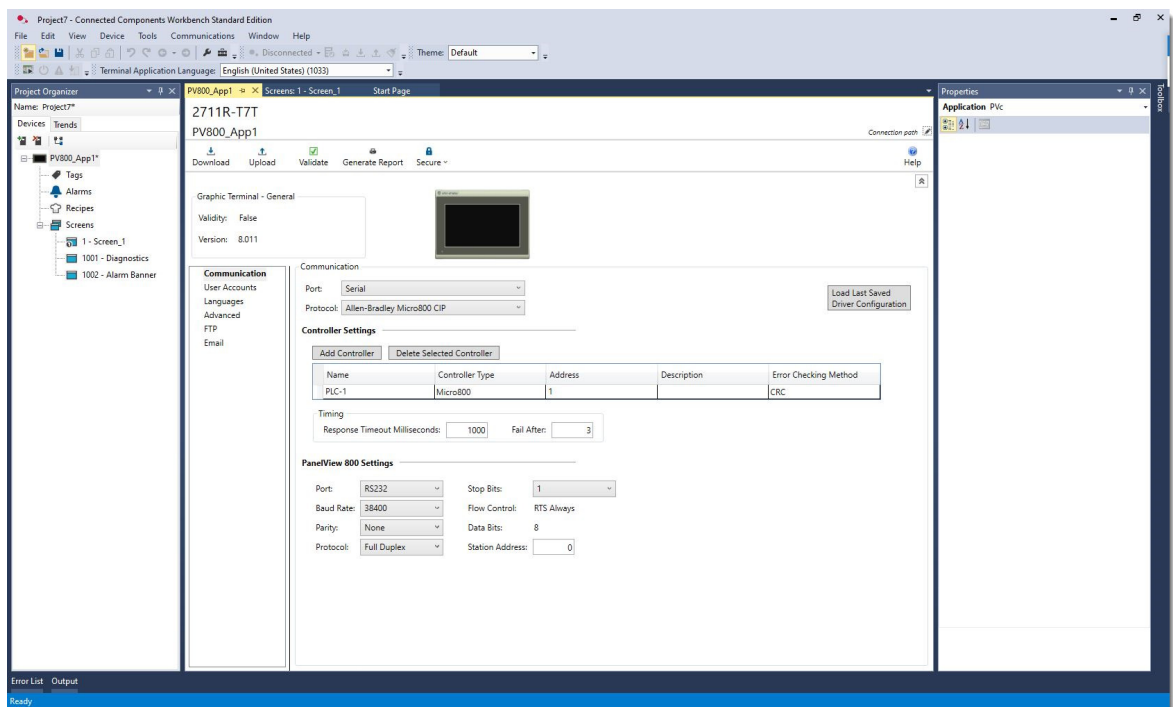 Project7 - Connected Components Workbench Standard Edition
File Edit View Device Tools Communications Window Help
Disconnected Theme: Default
Terminal Application Language: English (United States) (1033)
Project Organizer
Name: Project7*
Devices Trends
PV800_App1*
Tags
Alarms
Recipes
Screens
1 - Screen_1
1001 - Diagnostics
1002 - Alarm Banner
PV800_App1 Screens: 1 - Screen_1 Start Page
2711R-T7T
PV800_App1
Connection path
Download Upload Validate Generate Report Secure Help
Graphic Terminal - General
Validity: False
Version: 8.011
Communication
User Accounts
Languages
Advanced
FTP
Email
Communication
Port: Serial
Protocol: Allen-Bradley Micro800 CIP
Load Last Saved
Driver Configuration
Controller Settings
Add Controller Delete Selected Controller
Name Controller Type Address Description Error Checking Method
PLC-1 Micro800 1 CRC
Timing
Response Timeout Milliseconds: 1000 Fail After: 3
PanelView 800 Settings
Port: RS232 Stop Bits: 1
Baud Rate: 38400 Flow Control: RTS Always
Parity: None Data Bits: 8
Protocol: Full Duplex Station Address: 0
Properties
Application PVc
Toolbox
Error List Output
Ready